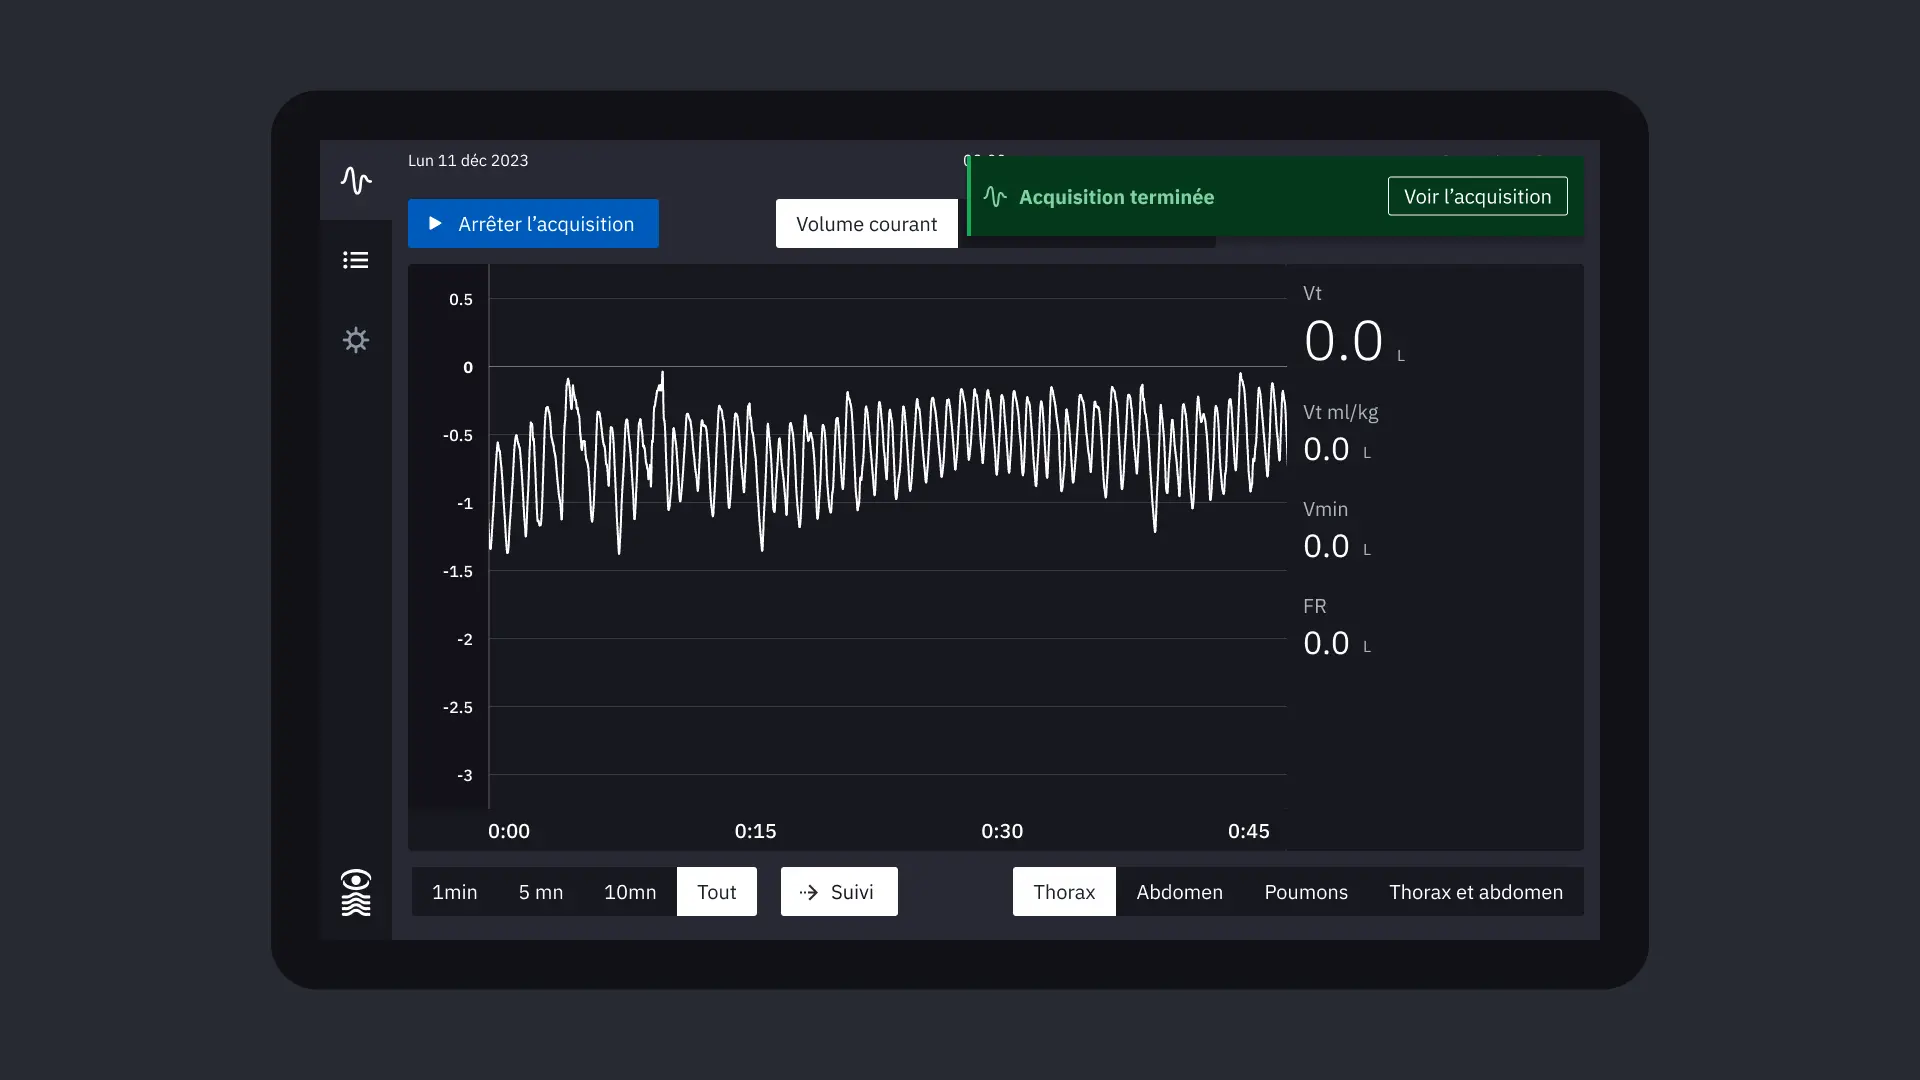 Lun 11 déc 2023
Acquisition terminée
Voir l’acquisition
Arrêter l’acquisition
Volume courant
0.5
0
-0.5
-1
-1.5
-2
-2.5
-3
0:00
0:15
0:30
0:45
Vt
0.0 L
Vt ml/kg
0.0 L
Vmin
0.0 L
FR
0.0 L
1min
5 mn
10mn
Tout
Suivi
Thorax
Abdomen
Poumons
Thorax et abdomen